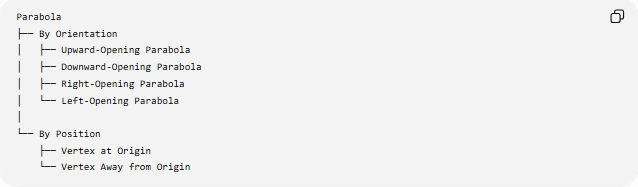 Parabola
├── By Orientation
│   ├── Upward-Opening Parabola
│   ├── Downward-Opening Parabola
│   ├── Right-Opening Parabola
│   └── Left-Opening Parabola
│
└── By Position
    ├── Vertex at Origin
    └── Vertex Away from Origin